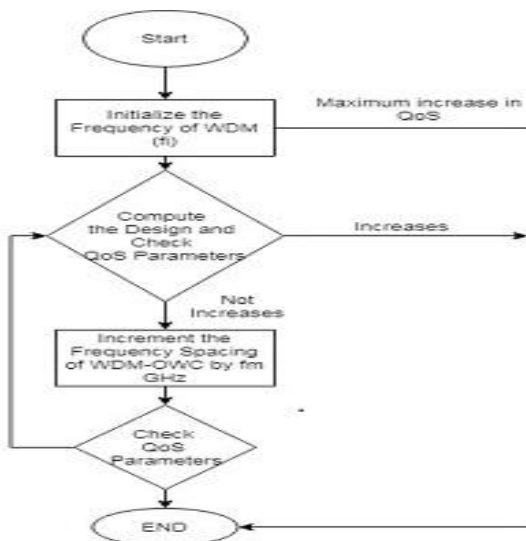 Start
Initialize the
Frequency of WDM
(fi)
Maximum increase in
QoS
Compute
the Design and
Check
QoS Parameters
Increases
Not
Increases
Increment the
Frequency Spacing
of WDM-OWC by fm
GHz
Check
QoS
Parameters
END